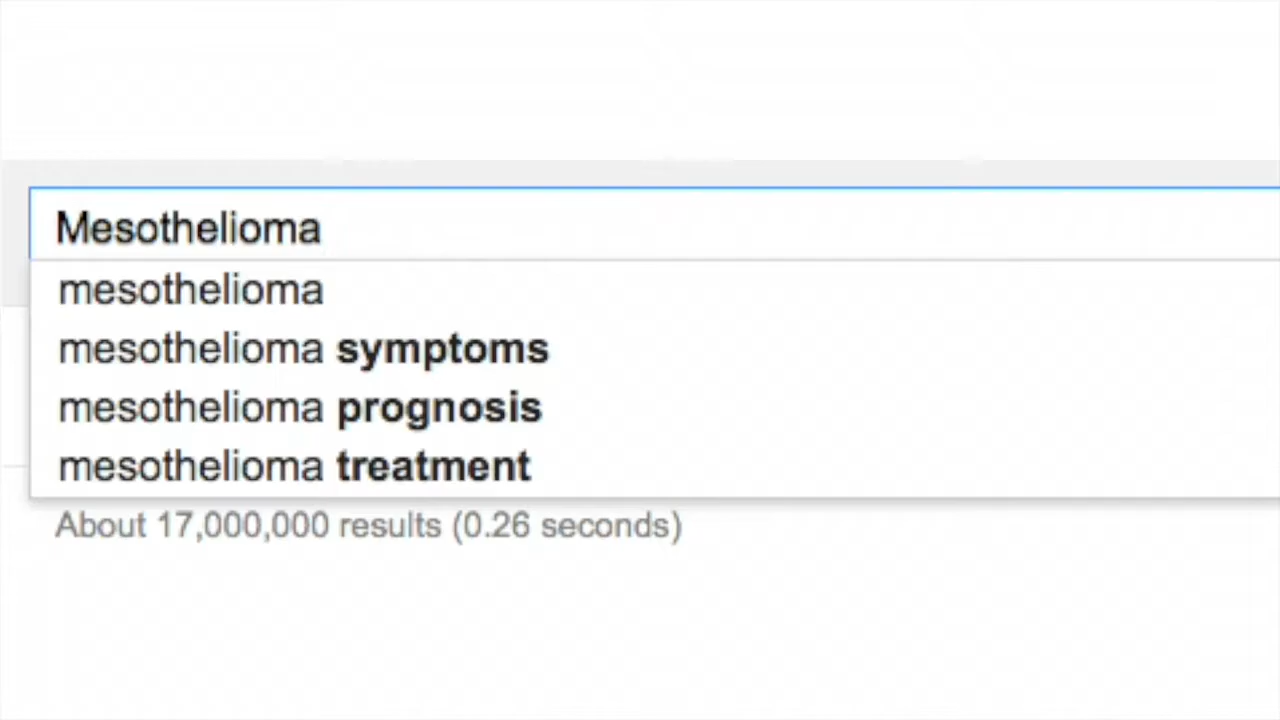 Mesothelioma
mesothelioma
mesothelioma symptoms
mesothelioma prognosis
mesothelioma treatment
About 17,000,000 results (0.26 seconds)